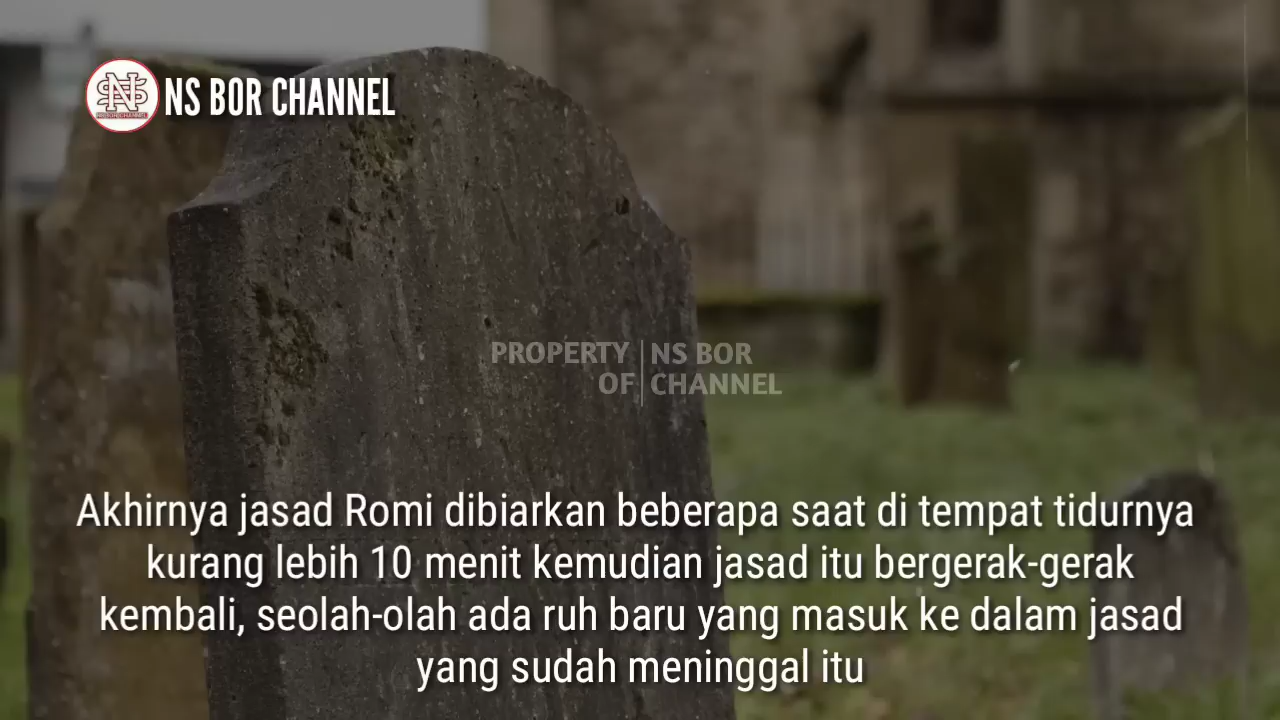 NS BOR CHANNEL
PROPERTY OF NS BOR CHANNEL
Akhirnya jasad Romi dibiarkan beberapa saat di tempat tidurnya
kurang lebih 10 menit kemudian jasad itu bergerak-gerak
kembali, seolah-olah ada ruh baru yang masuk ke dalam jasad
yang sudah meninggal itu